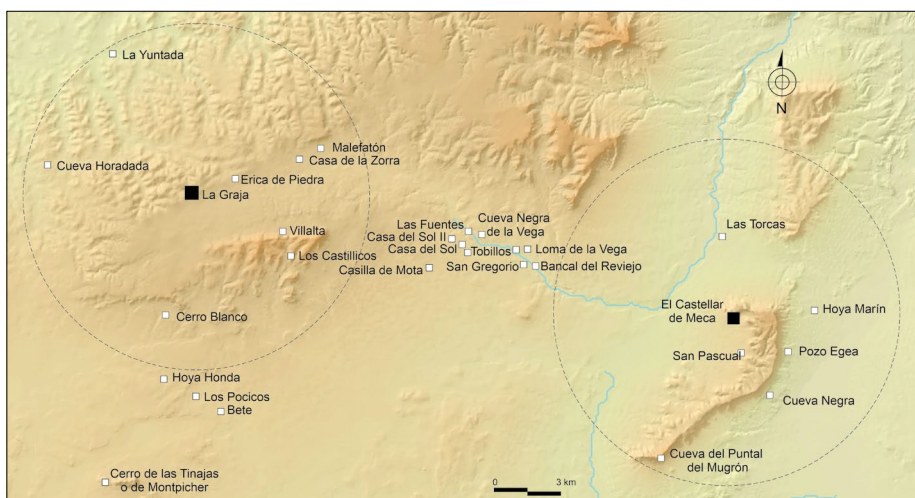 La Yuntada
N
Malefatón
Casa de la Zorra
Cueva Horadada
Erica de Piedra
La Graja
Villalta
Los Castillicos
Las Fuentes
Cueva Negra
de la Vega
Casa del Sol II
Casa del Sol
Tobillos
Loma de la Vega
Casilla de Mota
San Gregorio
Bancal del Reviejo
Las Torcas
Cerro Blanco
El Castellar
de Meca
Hoya Marín
San Pascual
Pozo Egea
Hoya Honda
Los Pocicos
Bete
Cueva Negra
Cueva del Puntal
del Mugrón
Cerro de las Tinajas
o de Montpicher
0 3 km